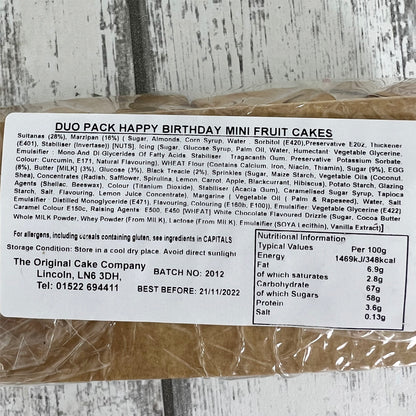 DUO PACK HAPPY BIRTHDAY MINI FRUIT CAKES
Sultanas (28%), Marzipan (16%) ( Sugar, Almonds, Corn Syrup, Water : Sorbitol (E420),Preservative E202, Thickener
(E401), Stabiliser (Invertase)) [NUTS], Icing (Sugar, Glucose Syrup, Palm Oil, Water, Humectant: Vegetable Glycerine,
Emulsifier : Mono And Di Glycerides Of Fatty Acids. Stabiliser : Tragacanth Gum, Preservative: Potassium Sorbate,
Colour: Curcumin, E171, Natural Flavouring), WHEAT Flour (Contains Calcium, Iron, Niacin, Thiamin), Sugar (9%), EGG
(8%), Butter [MILK] (3%), Glucose (3%), Black Treacle (2%), Sprinkles (Sugar, Maize Starch, Vegetable Oils (Coconut,
Shea), Concentrates (Radish, Safflower, Spirulina, Lemon, Carrot, Apple, Blackcurrant, Hibiscus), Potato Starch, Glazing
Agents (Shellac, Beeswax), Colour (Titanium Dioxide), Stabiliser (Acacia Gum), Caramelised Sugar Syrup, Tapioca
Starch, Salt, Flavouring, Lemon Juice Concentrate), Margarine ( Vegetable Oils ( Palm & Rapeseed), Water, Salt
Emulsifier : Distilled Monoglyceride (E471), Flavouring, Colouring (E160b; F100)), Emulsifier (Vegetable Glycerine (E422)
Caramel Colour E150c, Raising Agents; E500, E450 [WHEAT] White Chocolate Flavoured Drizzle (Sugar, Cocoa Butter
Whole MILK Powder, Whey (Powder (From MILK), Lactose (From MILK), Emulsifier (SOYA Lecithin), Vanilla Extract)]
For allergens, including cereals containing gluten, see ingredients in CAPITALS
Storage Condition: Store in a cool dry place. Avoid direct sunlight
The Original Cake Company
Lincoln, LN6 3DH,
Tel: 01522 694411
BATCH NO: 2012
BEST BEFORE: 21/11/2022
Nutritional Information
Typical Values Per 100g
Energy 1469kJ/348kcal
Fat 6.9g
of which saturates 2.8g
Carbohydrate 67g
of which Sugars 58g
Protein 3.6g
Salt 0.13g